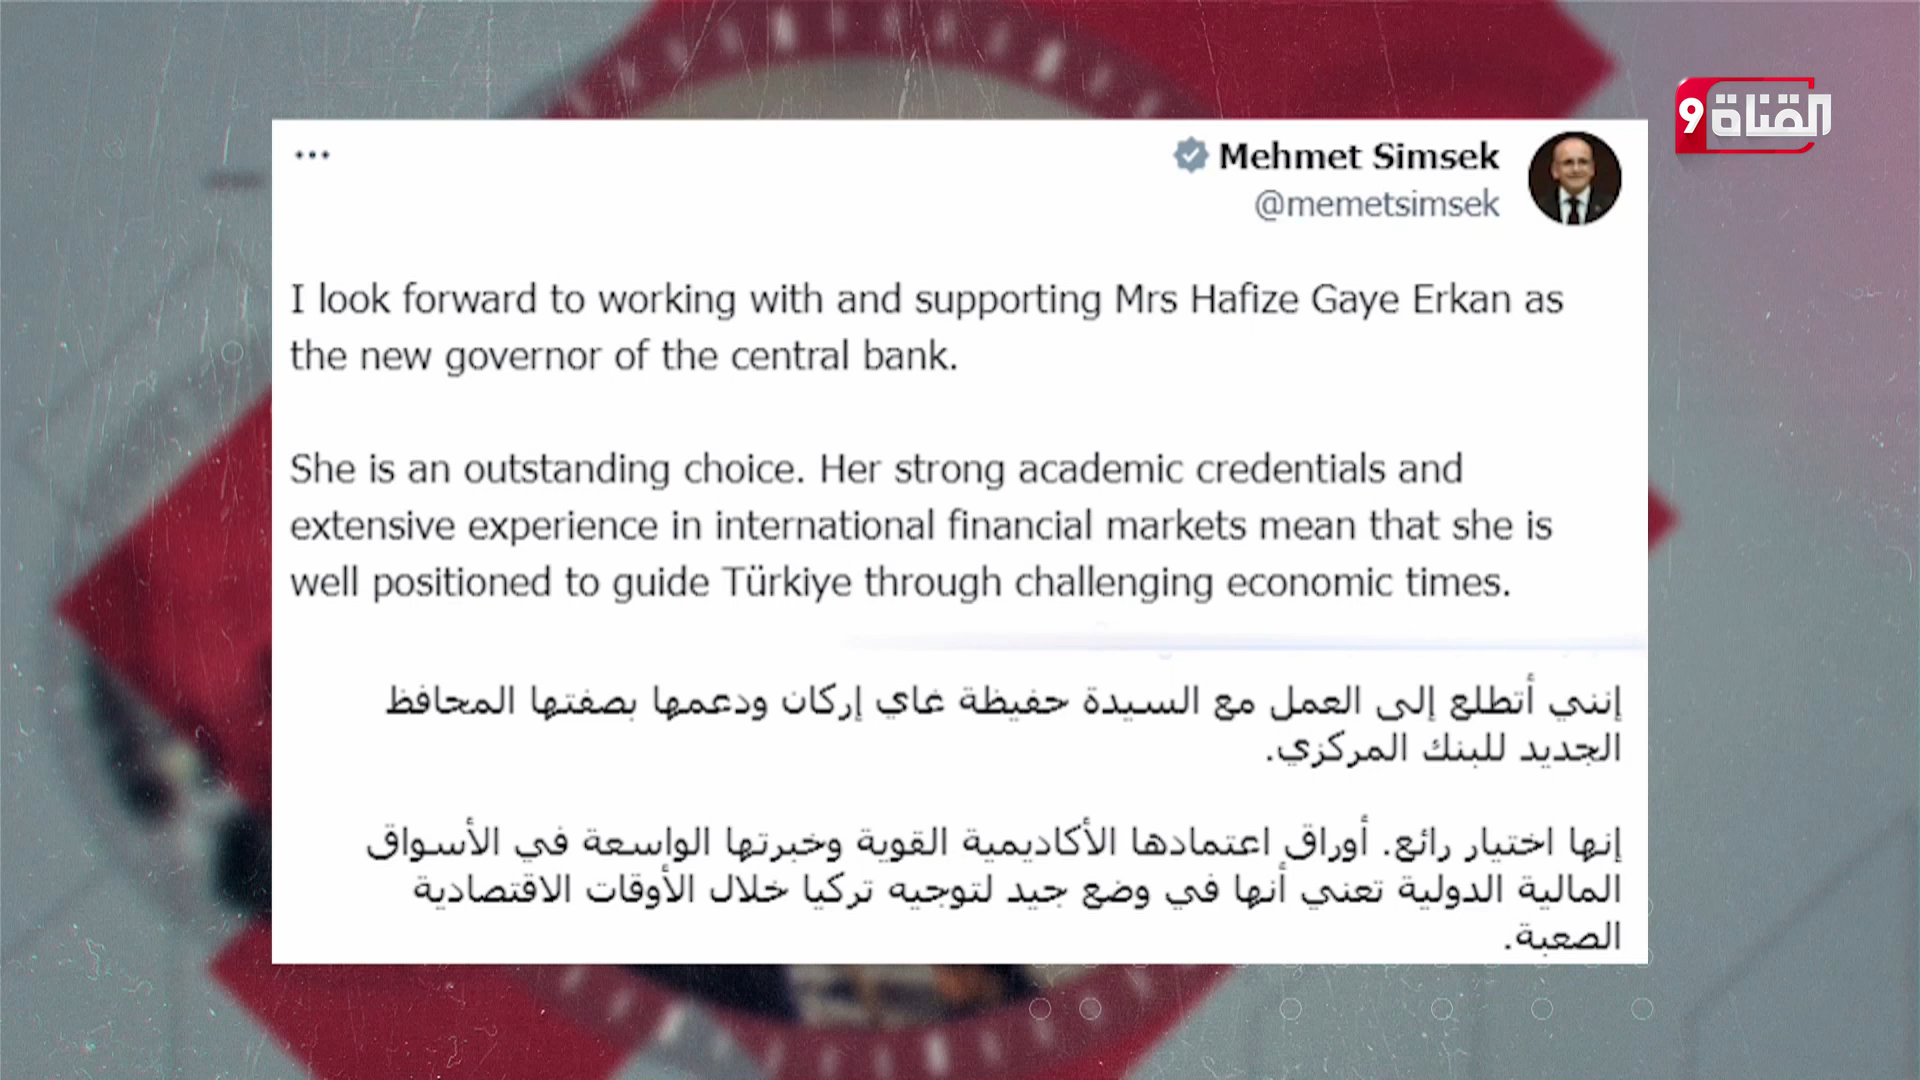 القناة 9
Mehmet Simsek
@memetsimsek
I look forward to working with and supporting Mrs Hafize Gaye Erkan as
the new governor of the central bank.
She is an outstanding choice. Her strong academic credentials and
extensive experience in international financial markets mean that she is
well positioned to guide Türkiye through challenging economic times.
إنني أتطلع إلى العمل مع السيدة حفيظة غاي إركان ودعمها بصفتها المحافظ
الجديد للبنك المركزي.
إنها اختيار رائع. أوراق اعتمادها الأكاديمية القوية وخبرتها الواسعة في الأسواق
المالية الدولية تعني أنها في وضع جيد لتوجيه تركيا خلال الأوقات الاقتصادية
الصعبة.